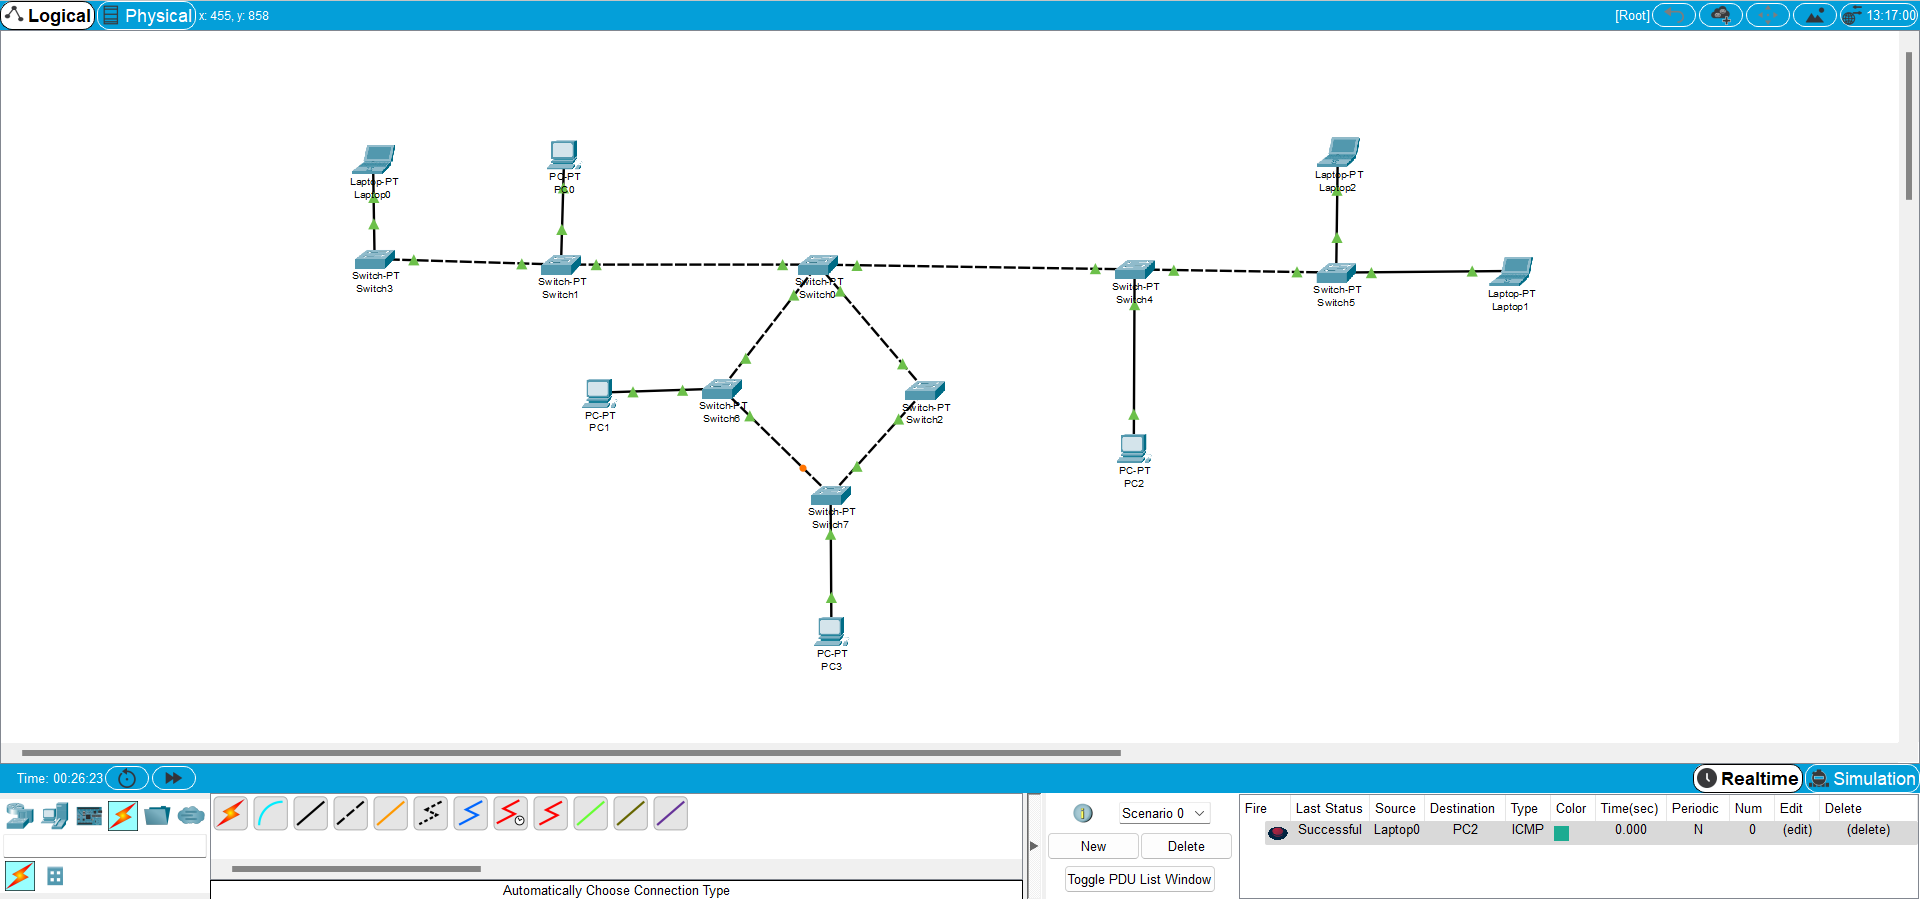 Logical Physical x: 455, y: 858 [Root] 13:17:00
Laptop-PT
Laptop0
PC-PT
PC0
Laptop-PT
Laptop2
Switch-PT
Switch3
Switch-PT
Switch1
Switch-PT
Switch0
Switch-PT
Switch4
Switch-PT
Switch5
Laptop-PT
Laptop1
PC-PT
PC1
Switch-PT
Switch6
Switch-PT
Switch2
PC-PT
PC2
Switch-PT
Switch7
PC-PT
PC3
Time: 00:26:23 Realtime Simulation
Scenario 0
New Delete
Toggle PDU List Window
Automatically Choose Connection Type
Fire Last Status Source Destination Type Color Time(sec) Periodic Num Edit Delete
Successful Laptop0 PC2 ICMP 0.000 N 0 (edit) (delete)